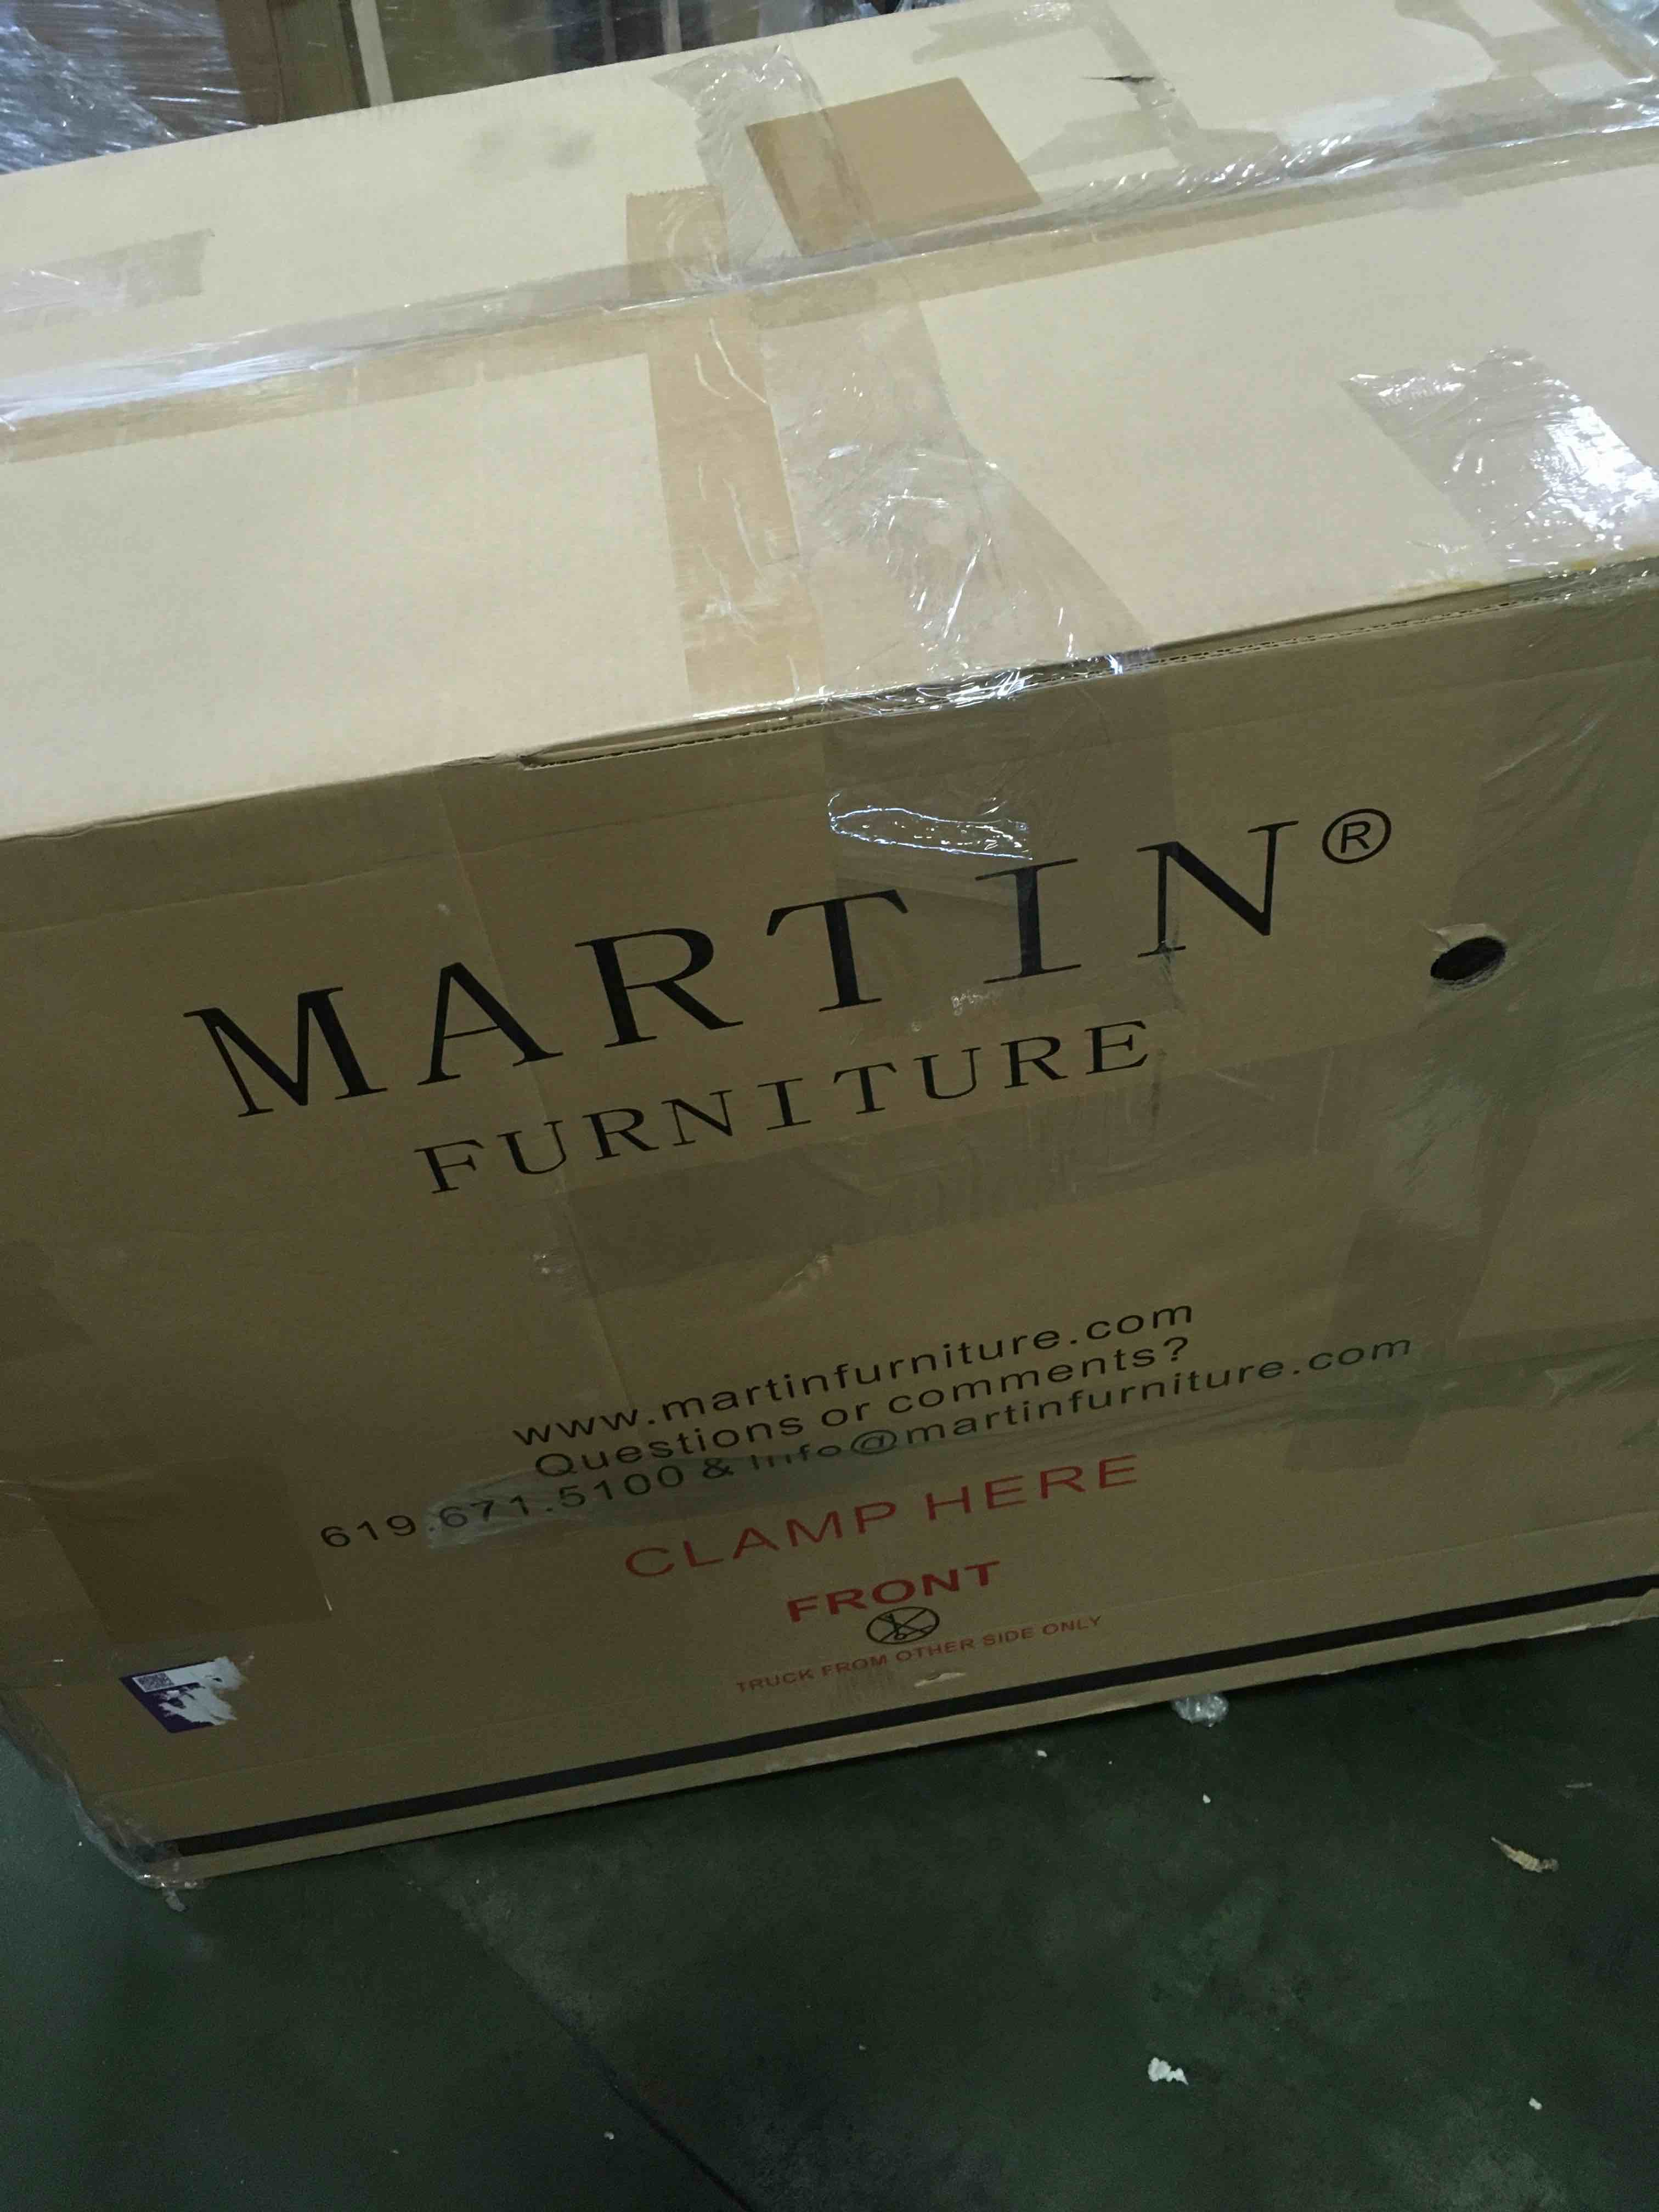 MARTIN®
FURNITURE
www.martinfurniture.com
Questions or comments?
619.671.5100 & Info@martinfurniture.com
CLAMP HERE
FRONT
TRUCK FROM OTHER SIDE ONLY